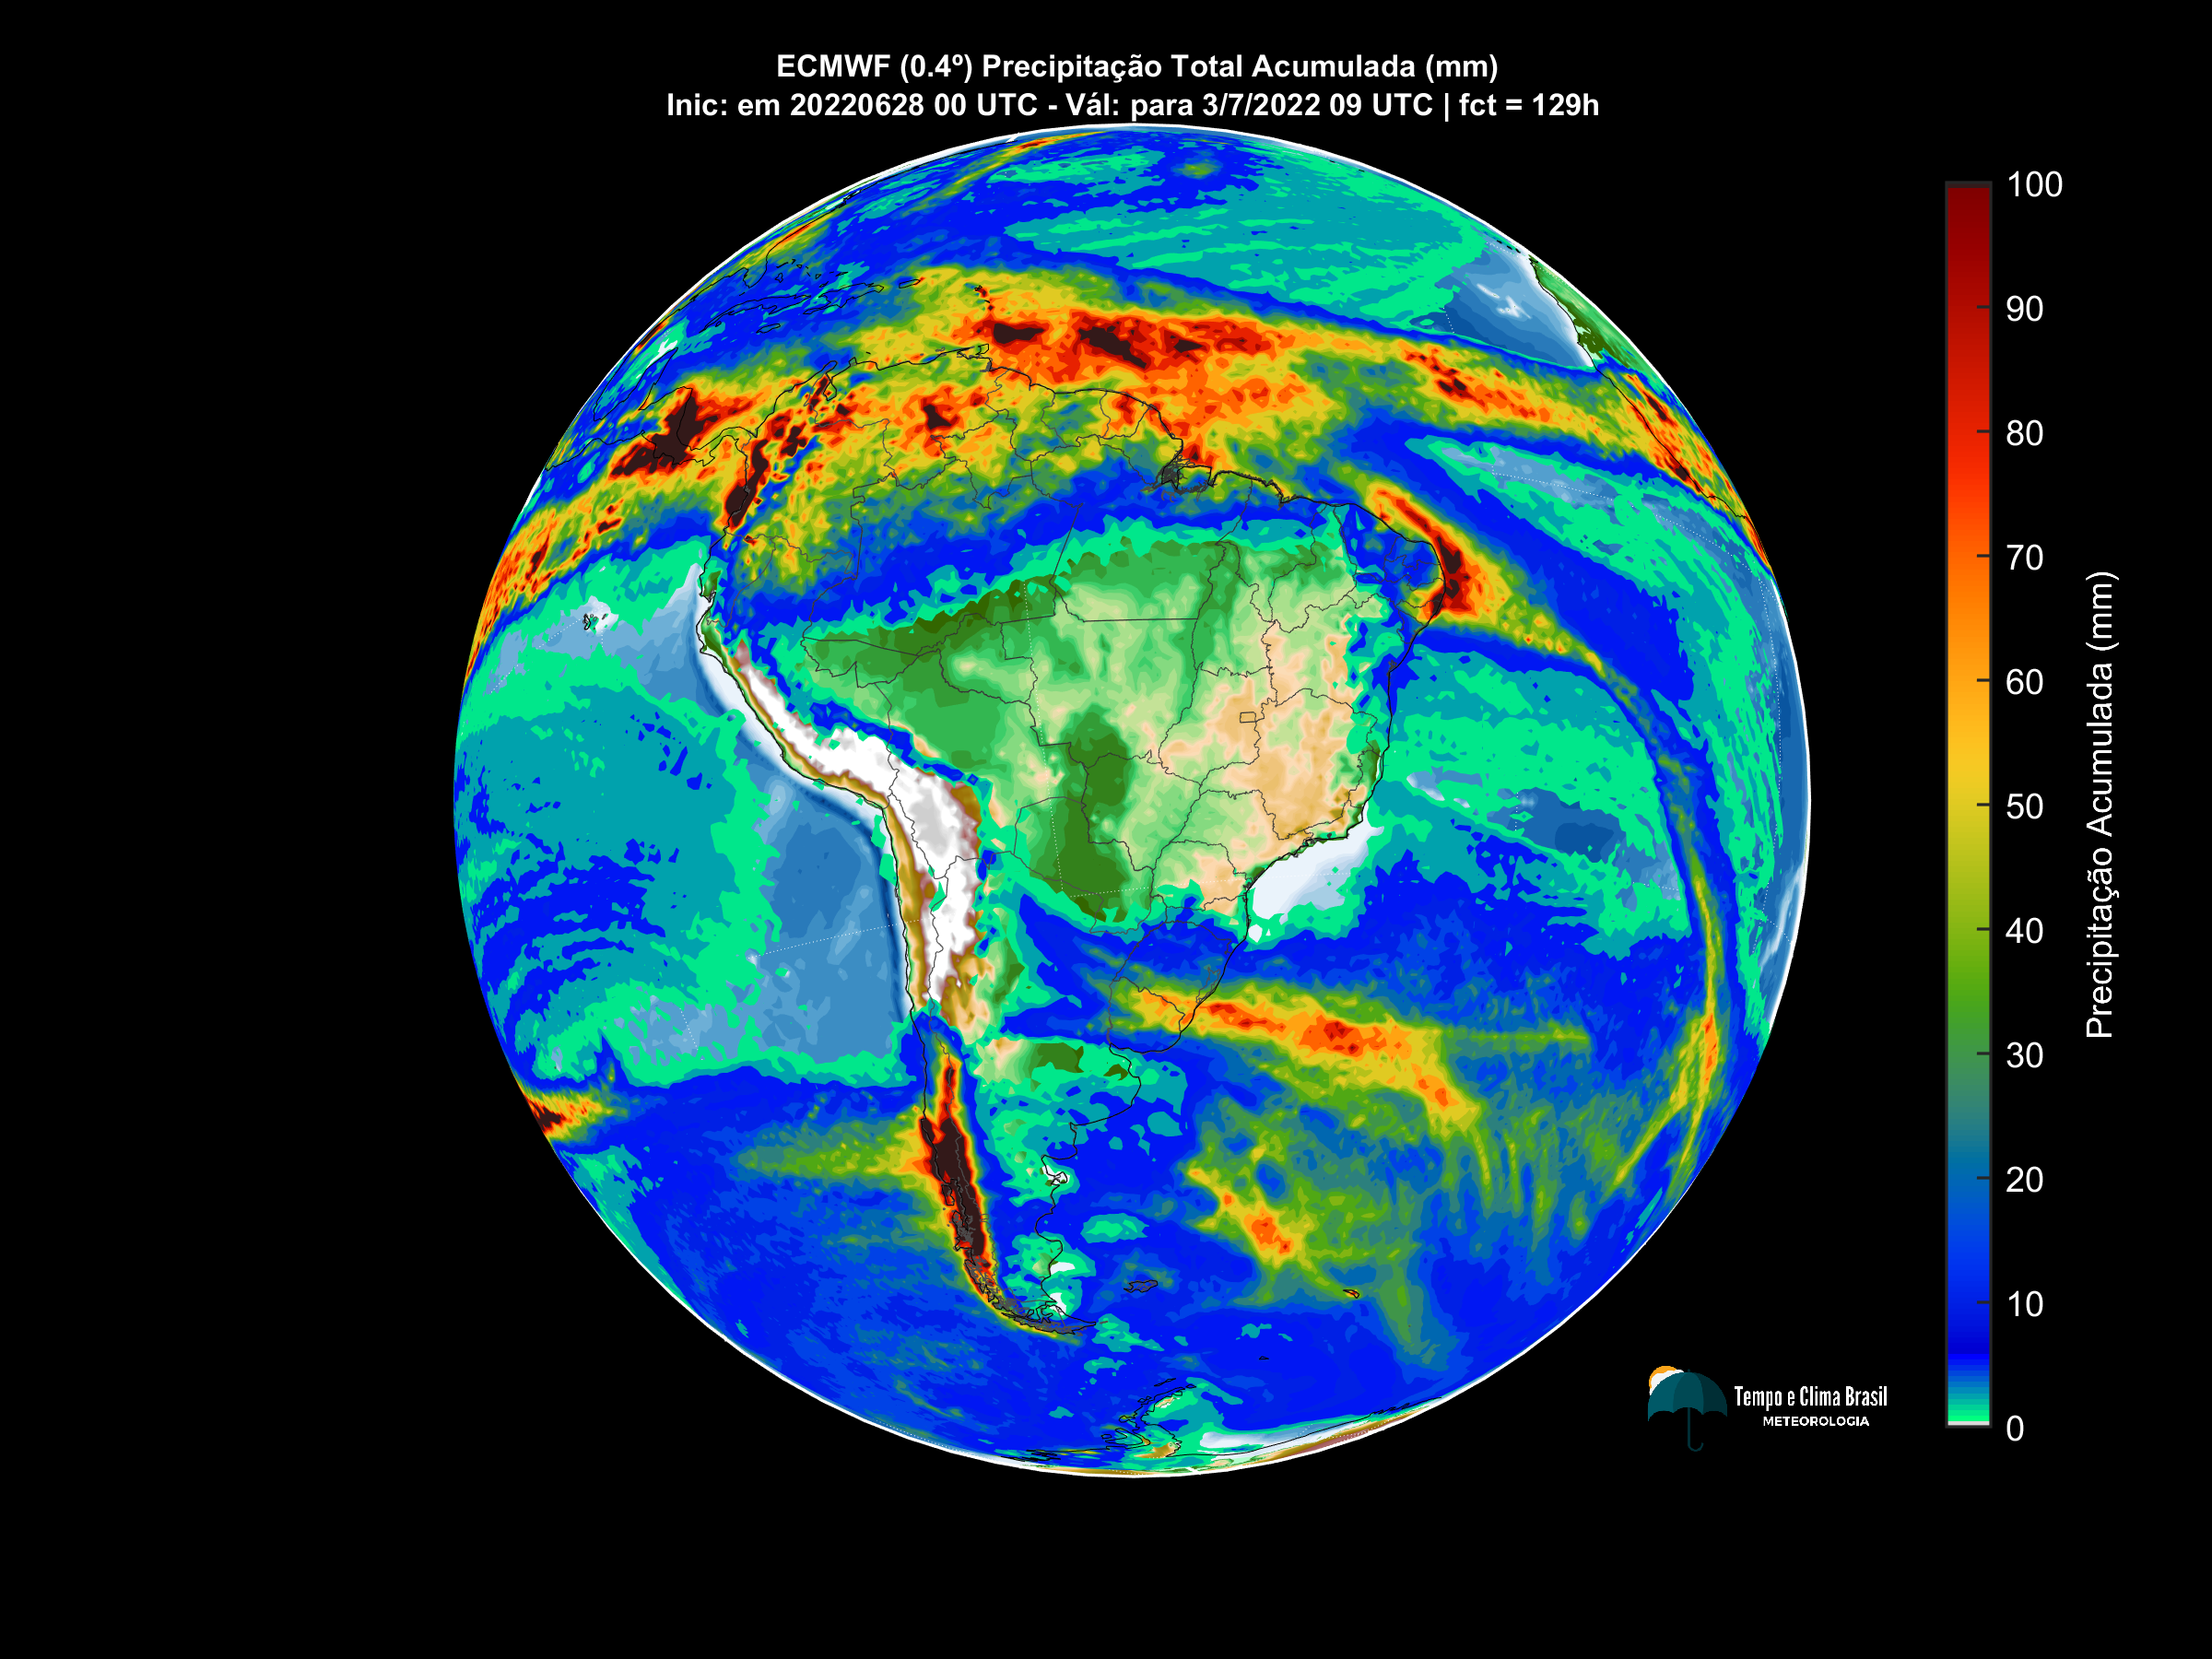 ECMWF (0.4º) Precipitação Total Acumulada (mm)
Inic: em 20220628 00 UTC - Vál: para 3/7/2022 09 UTC | fct = 129h
100
90
80
70
60
50
40
30
20
10
0
Precipitação Acumulada (mm)
Tempo e Clima Brasil
METEOROLOGIA